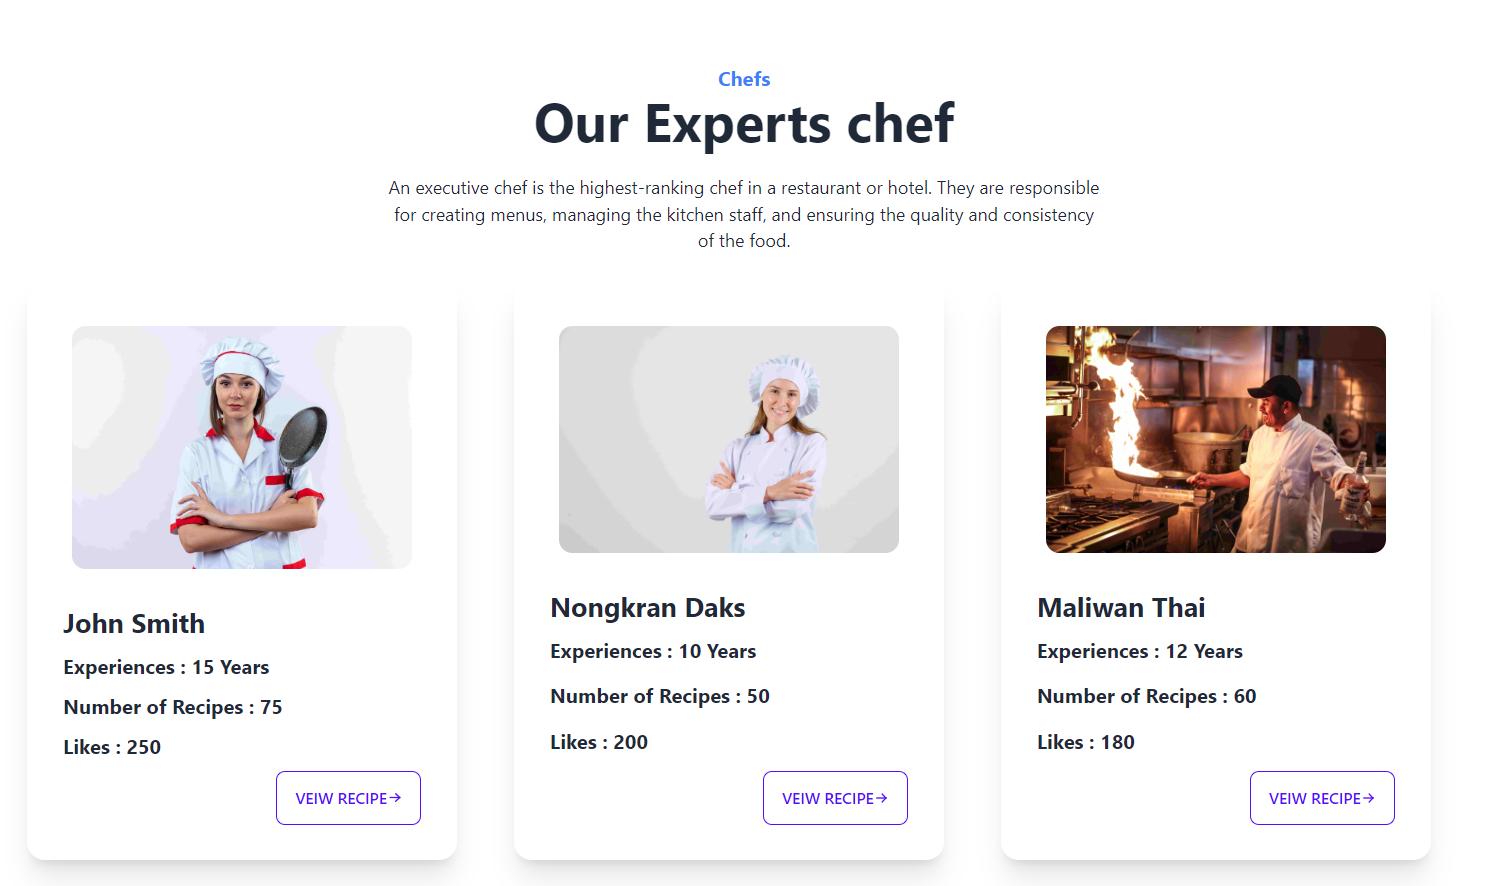 Chefs
Our Experts chef
An executive chef is the highest-ranking chef in a restaurant or hotel. They are responsible
for creating menus, managing the kitchen staff, and ensuring the quality and consistency
of the food.
John Smith
Experiences : 15 Years
Number of Recipes : 75
Likes : 250
VEIW RECIPE→
Nongkran Daks
Experiences : 10 Years
Number of Recipes : 50
Likes : 200
VEIW RECIPE→
Maliwan Thai
Experiences : 12 Years
Number of Recipes : 60
Likes : 180
VEIW RECIPE→